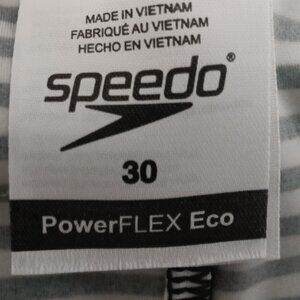 MADE IN VIETNAM
FABRIQUÉ AU VIETNAM
HECHO EN VIETNAM
speedo®
30
PowerFLEX Eco